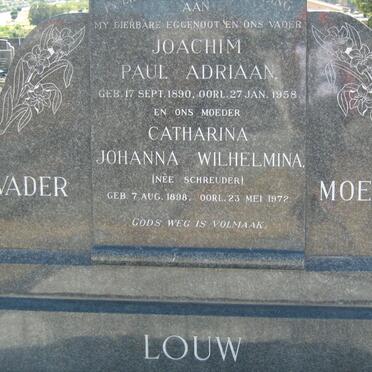 AAN
MY DIERBARE EGGENOOT EN ONS VADER
JOACHIM
PAUL ADRIAAN,
GEB. 17 SEPT. 1890, OORL. 27 JAN. 1958.
EN ONS MOEDER
CATHARINA
JOHANNA WILHELMINA,
(NÉE SCHREUDER)
GEB. 7 AUG. 1898, OORL. 23 MEI 1972.
GODS WEG IS VOLMAAK.
VADER
MOE
LOUW